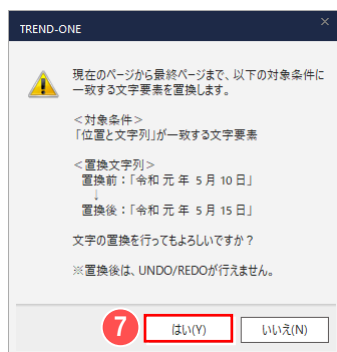 TREND-ONE
現在のページから最終ページまで、以下の対象条件に
一致する文字要素を置換します。
＜対象条件＞
「位置と文字列」が一致する文字要素
＜置換文字列＞
置換前：「令和 元 年 5 月 10 日」
↓
置換後：「令和 元 年 5 月 15 日」
文字の置換を行ってもよろしいですか？
※置換後は、UNDO/REDOが行えません。
7 はい(Y) いいえ(N)